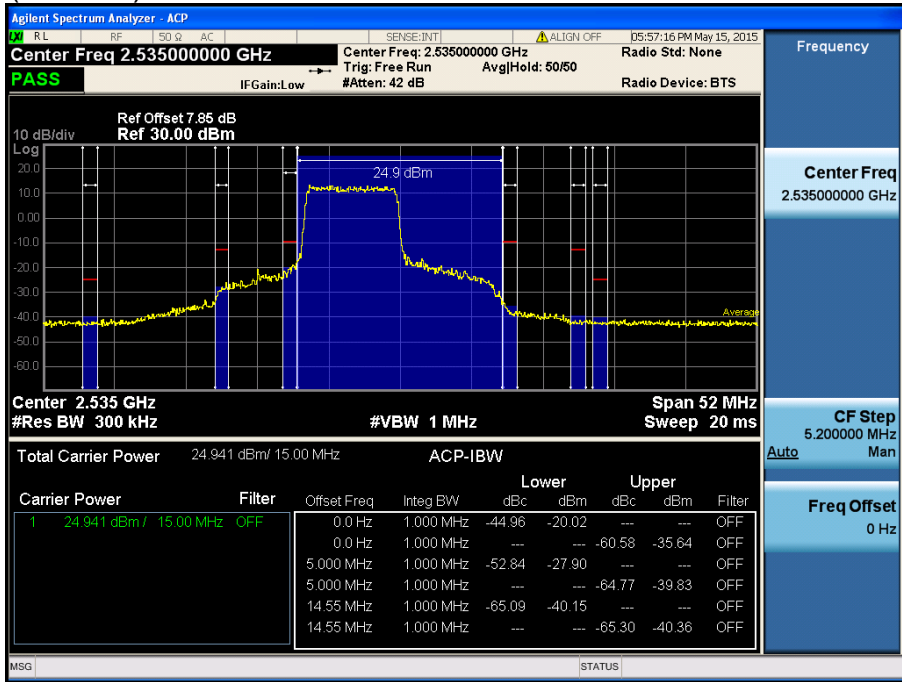 Agilent Spectrum Analyzer - ACP
LXI RL RF 50 Ω AC SENSE:INT ALIGN OFF 05:57:16 PM May 15, 2015
Center Freq 2.535000000 GHz Center Freq: 2.535000000 GHz Radio Std: None
Trig: Free Run Avg|Hold: 50/50
PASS IFGain:Low #Atten: 42 dB Radio Device: BTS
Ref Offset 7.85 dB
10 dB/div Ref 30.00 dBm
Log
24.9 dBm
20.0
10.0
0.00
-10.0
-20.0
-30.0
-40.0
Average
-50.0
-60.0
Center 2.535 GHz Span 52 MHz
#Res BW 300 kHz #VBW 1 MHz Sweep 20 ms
Total Carrier Power 24.941 dBm/ 15.00 MHz ACP-IBW
Lower Upper
Carrier Power Filter Offset Freq Integ BW dBc dBm dBc dBm Filter
1 24.941 dBm / 15.00 MHz OFF 0.0 Hz 1.000 MHz -44.96 -20.02 --- --- OFF
0.0 Hz 1.000 MHz --- --- -60.58 -35.64 OFF
5.000 MHz 1.000 MHz -52.84 -27.90 --- --- OFF
5.000 MHz 1.000 MHz --- --- -64.77 -39.83 OFF
14.55 MHz 1.000 MHz -65.09 -40.15 --- --- OFF
14.55 MHz 1.000 MHz --- --- -65.30 -40.36 OFF
MSG STATUS
Frequency
Center Freq
2.535000000 GHz
CF Step
5.200000 MHz
Auto Man
Freq Offset
0 Hz